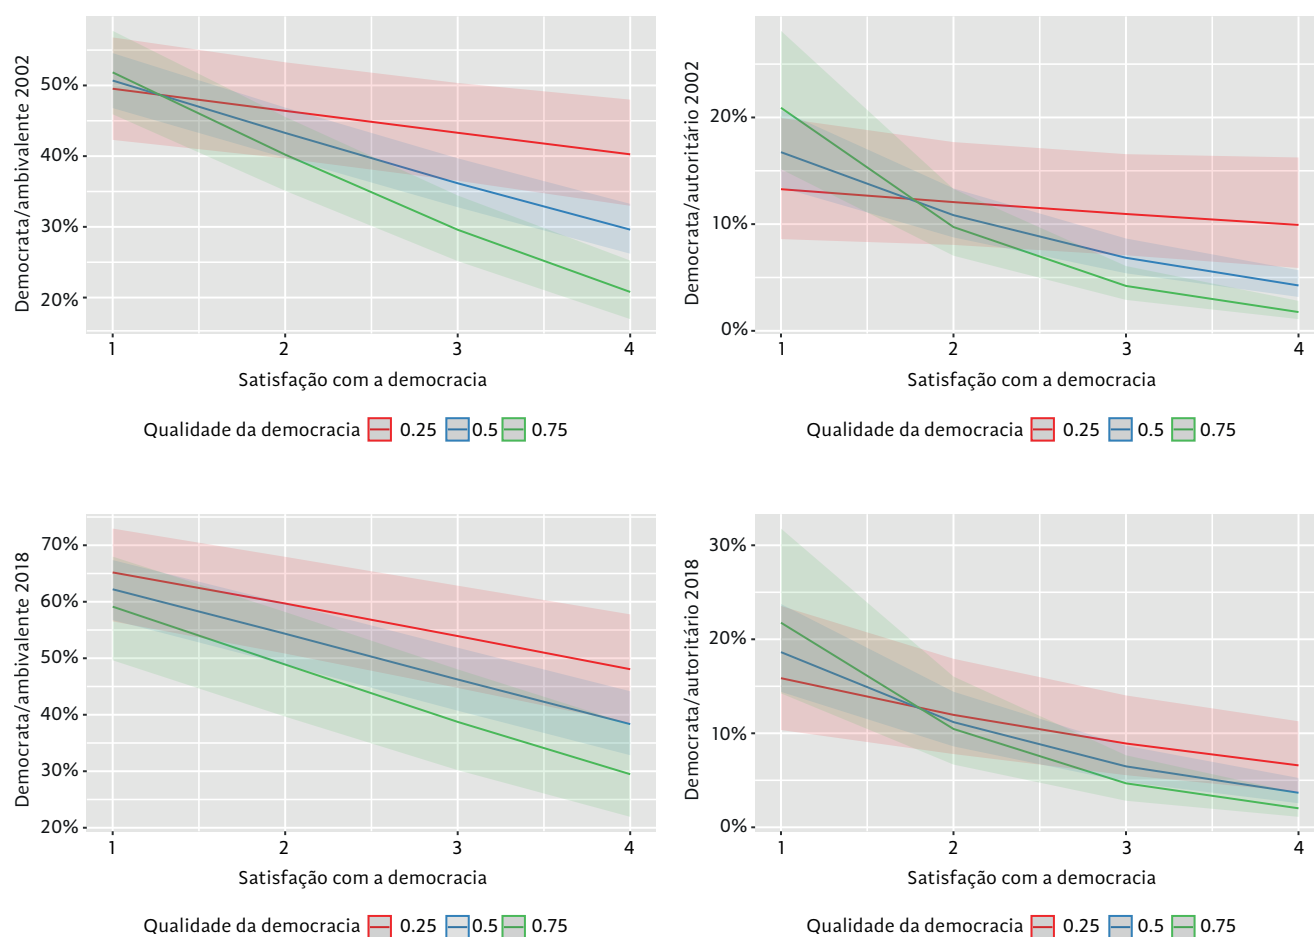 Democrata/ambivalente 2002
50%
40%
30%
20%
1 2 3 4
Satisfação com a democracia
Qualidade da democracia 0.25 0.5 0.75
Democrata/autoritário 2002
20%
10%
0%
1 2 3 4
Satisfação com a democracia
Qualidade da democracia 0.25 0.5 0.75
Democrata/ambivalente 2018
70%
60%
50%
40%
30%
20%
1 2 3 4
Satisfação com a democracia
Qualidade da democracia 0.25 0.5 0.75
Democrata/autoritário 2018
30%
20%
10%
0%
1 2 3 4
Satisfação com a democracia
Qualidade da democracia 0.25 0.5 0.75